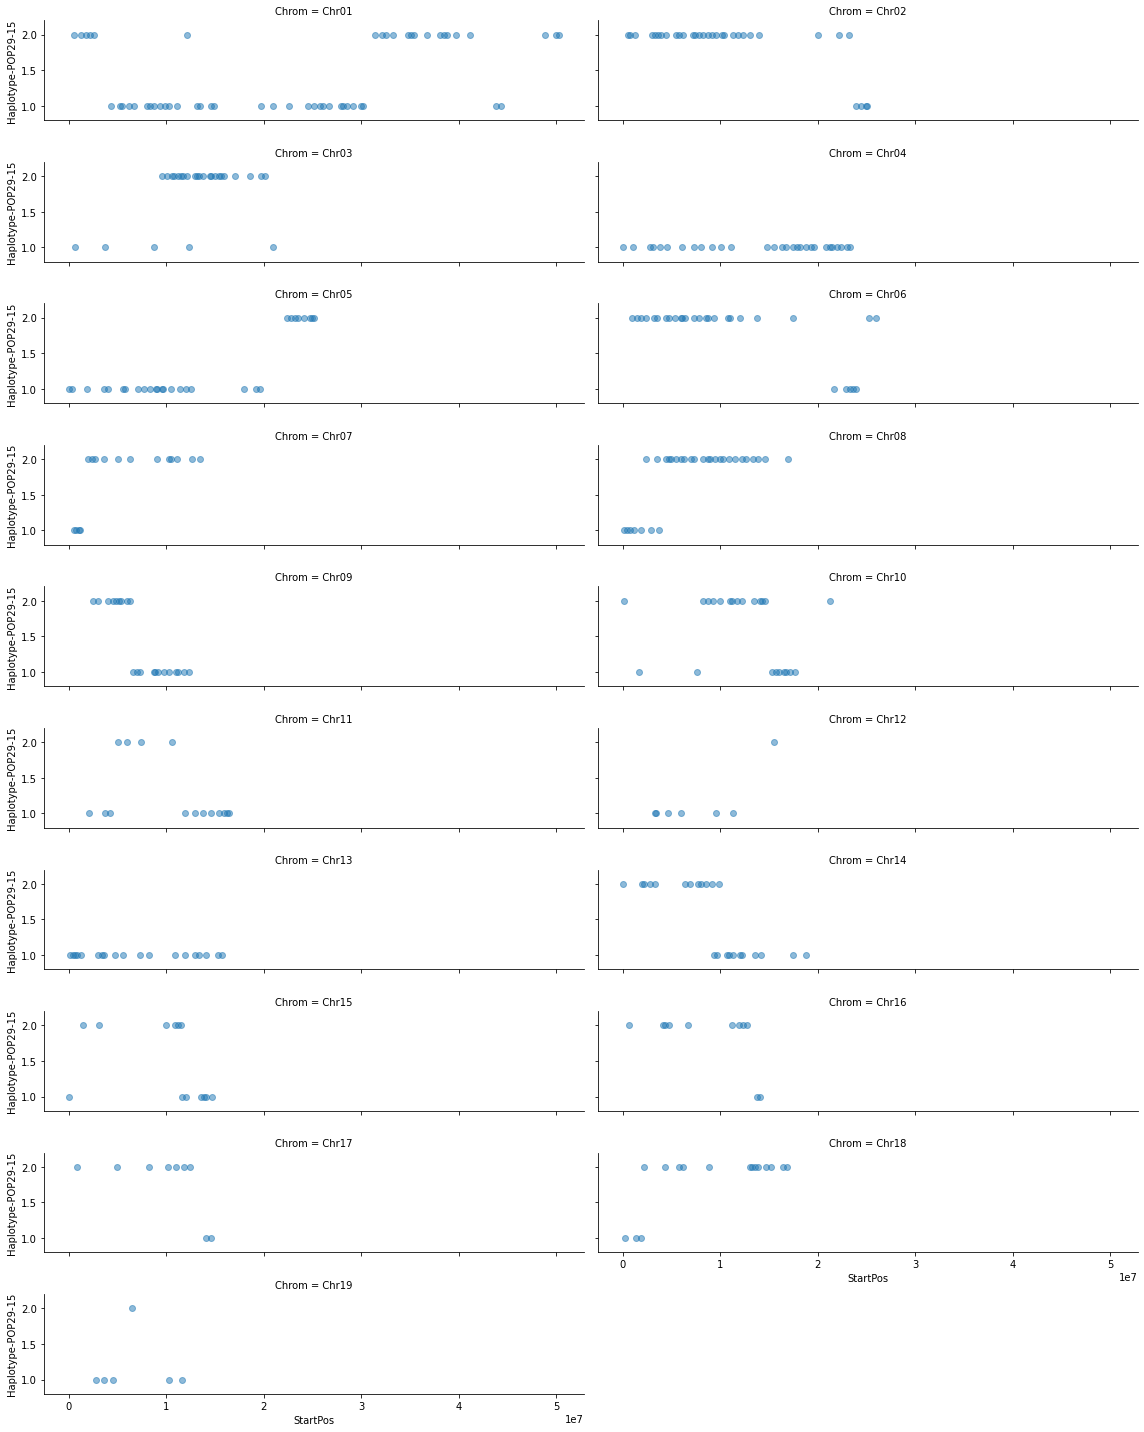 Chrom = Chr01
Chrom = Chr02
Haplotype-POP29-15
2.0
1.5
1.0
Chrom = Chr03
Chrom = Chr04
Haplotype-POP29-15
2.0
1.5
1.0
Chrom = Chr05
Chrom = Chr06
Haplotype-POP29-15
2.0
1.5
1.0
Chrom = Chr07
Chrom = Chr08
Haplotype-POP29-15
2.0
1.5
1.0
Chrom = Chr09
Chrom = Chr10
Haplotype-POP29-15
2.0
1.5
1.0
Chrom = Chr11
Chrom = Chr12
Haplotype-POP29-15
2.0
1.5
1.0
Chrom = Chr13
Chrom = Chr14
Haplotype-POP29-15
2.0
1.5
1.0
Chrom = Chr15
Chrom = Chr16
Haplotype-POP29-15
2.0
1.5
1.0
Chrom = Chr17
Chrom = Chr18
Haplotype-POP29-15
2.0
1.5
1.0
0 1 2 3 4 5
StartPos
1e7
Chrom = Chr19
Haplotype-POP29-15
2.0
1.5
1.0
0 1 2 3 4 5
StartPos
1e7